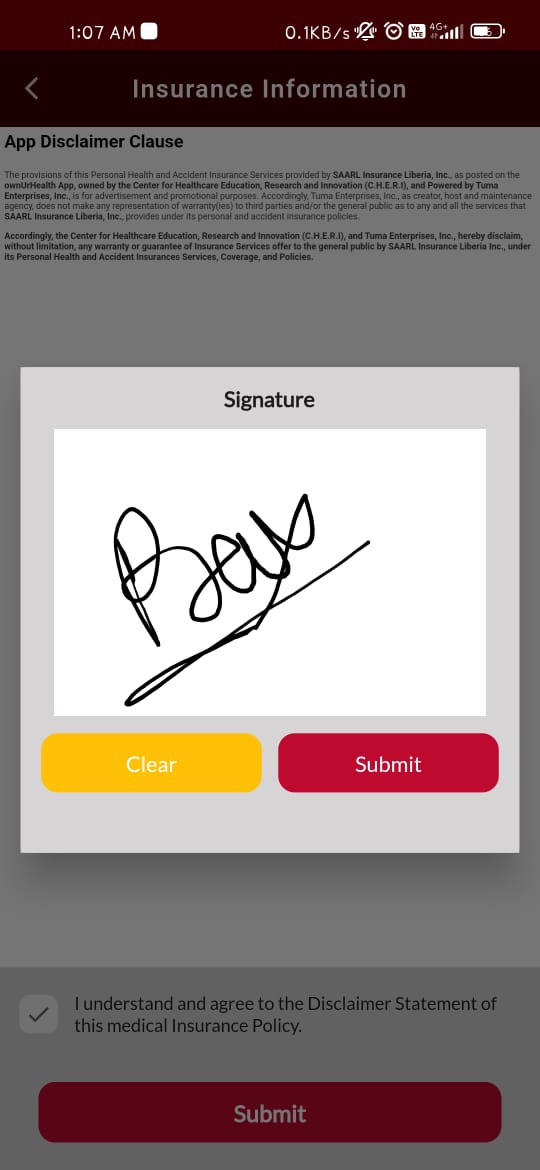 1:07 AM 0.1KB/s Vo LTE 4G+
Insurance Information
App Disclaimer Clause
The provisions of this Personal Health and Accident Insurance Services provided by SAARL Insurance Liberia, Inc., as posted on the
ownUrHealth App, owned by the Center for Healthcare Education, Research and Innovation (C.H.E.R.I), and Powered by Tuma
Enterprises, Inc., is for advertisement and promotional purposes. Accordingly, Tuma Enterprises, Inc., as creator, host and maintenance
agency, does not make any representation of warranty(ies) to third parties and/or the general public as to any and all the services that
SAARL Insurance Liberia, Inc., provides under its personal and accident insurance policies.
Accordingly, the Center for Healthcare Education, Research and Innovation (C.H.E.R.I), and Tuma Enterprises, Inc., hereby disclaim,
without limitation, any warranty or guarantee of Insurance Services offer to the general public by SAARL Insurance Liberia Inc., under
its Personal Health and Accident Insurances Services, Coverage, and Policies.
Signature
Clear
Submit
I understand and agree to the Disclaimer Statement of
this medical Insurance Policy.
Submit